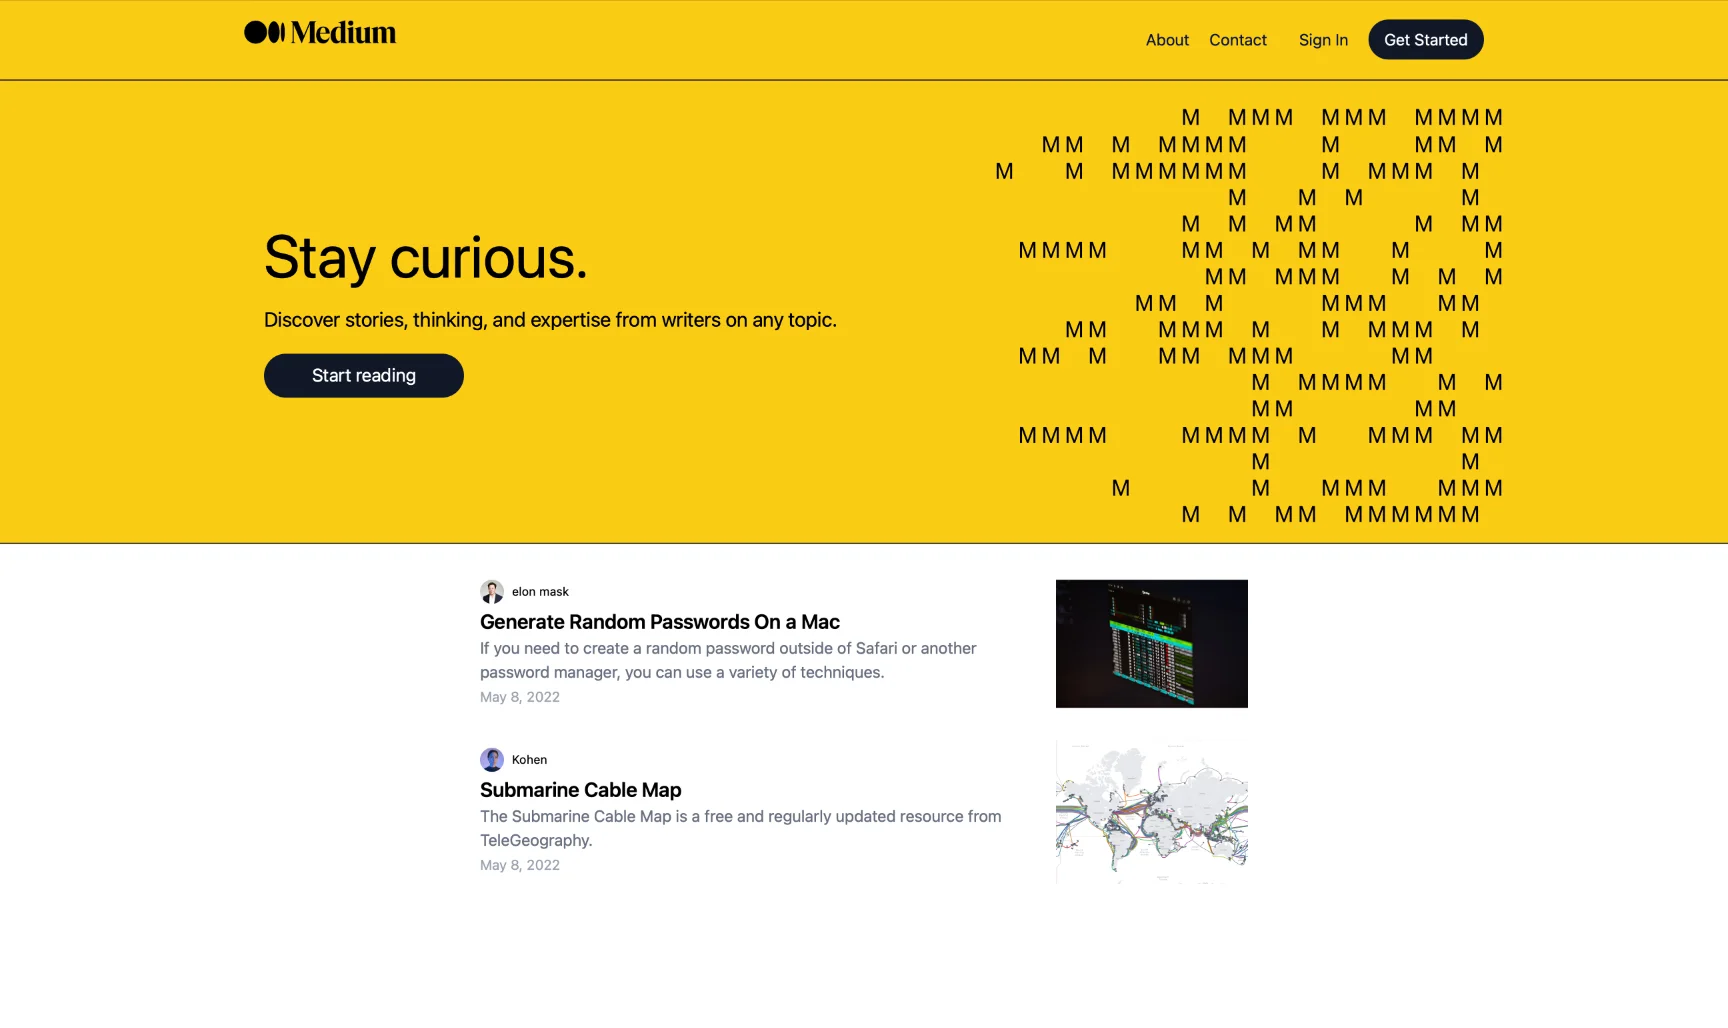 Medium
About Contact Sign In Get Started
M MMM MMM MMMM
MM M MMMM M MM M
M M MMMMMM M MMM M
M M M M
M M MM M MM
MMMM MM M MM M M
MM MMM M M M
MM M MMM MM
MM MMM M M MMM M
MM M MM MMM MM
M MMMM M M
MM MM
MMMM MMMM M MMM MM
M M
M M MMM MMM
M M MM MMMMMM
Stay curious.
Discover stories, thinking, and expertise from writers on any topic.
Start reading
elon mask
Generate Random Passwords On a Mac
If you need to create a random password outside of Safari or another
password manager, you can use a variety of techniques.
May 8, 2022
Kohen
Submarine Cable Map
The Submarine Cable Map is a free and regularly updated resource from
TeleGeography.
May 8, 2022